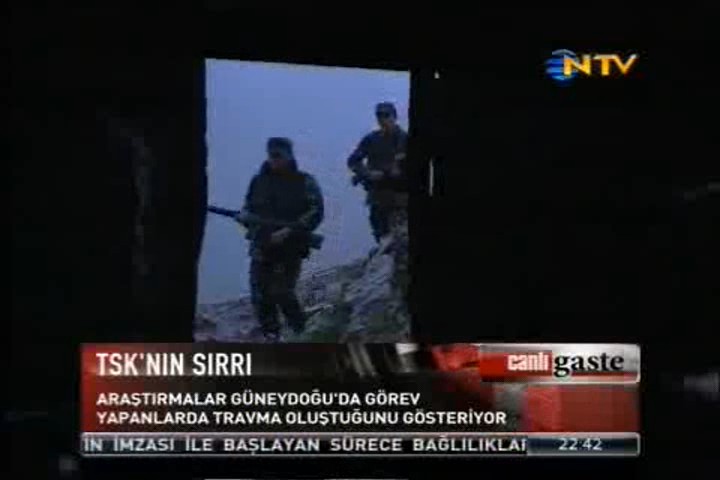 NTV
TSK'NIN SIRRI
canlı gaste
ARAŞTIRMALAR GÜNEYDOĞU'DA GÖREV
YAPANLARDA TRAVMA OLUŞTUĞUNU GÖSTERİYOR
İN İMZASI İLE BAŞLAYAN SÜRECE BAĞLILIKLAR
22:42